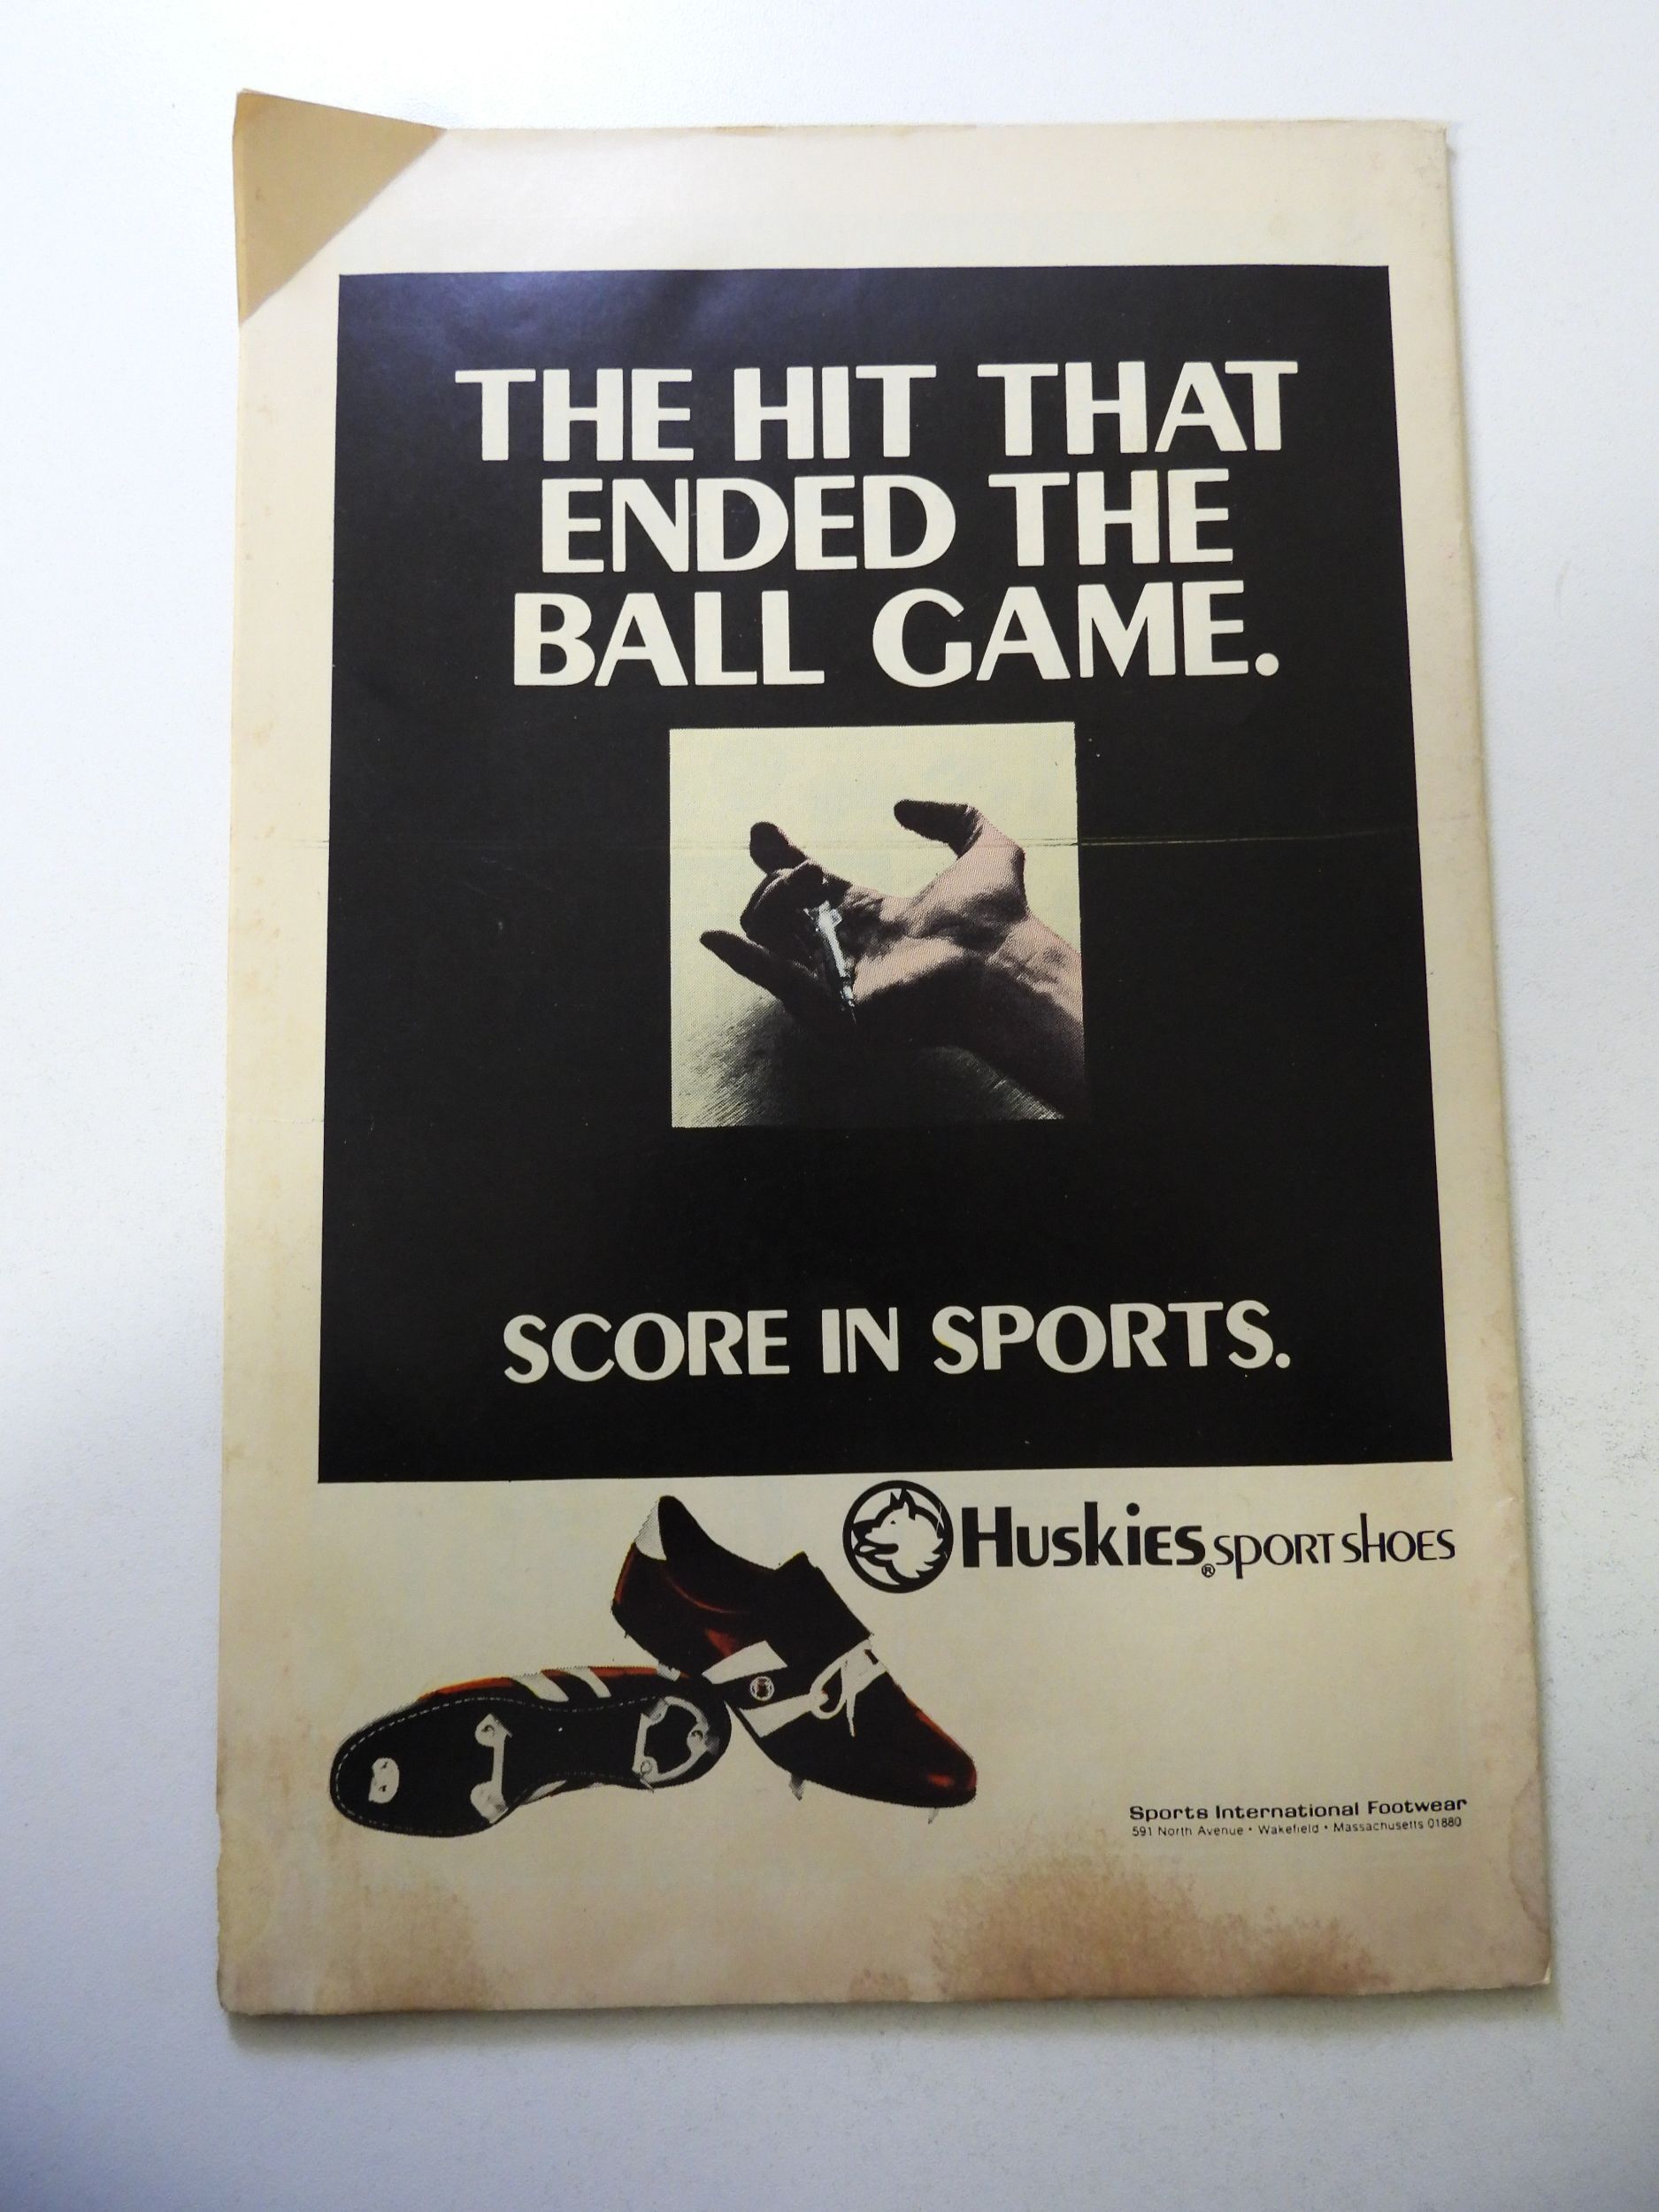 THE HIT THAT
ENDED THE
BALL GAME.
SCORE IN SPORTS.
Huskies® sport shoes
Sports International Footwear
591 North Avenue • Wakefield • Massachusetts 01880